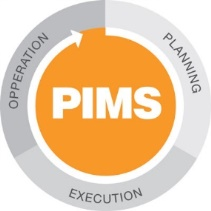 OPPERATION
PLANNING
PIMS
EXECUTION